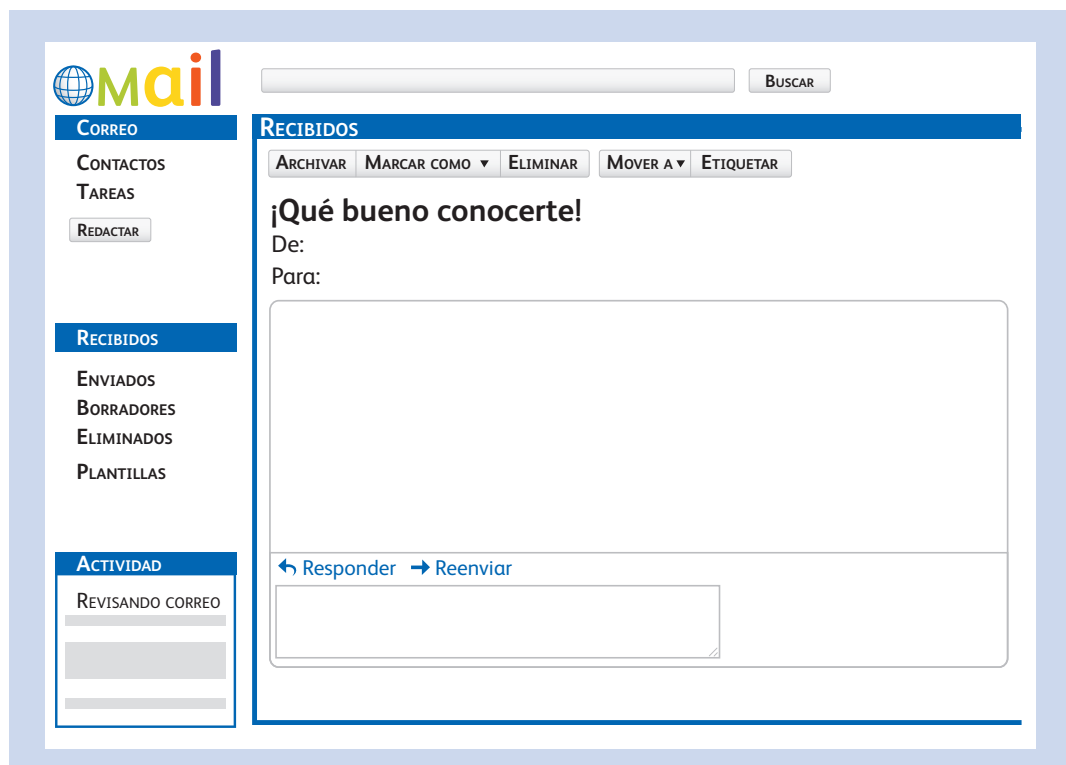 Mail
BUSCAR
CORREO
CONTACTOS
TAREAS
REDACTAR
RECIBIDOS
ENVIADOS
BORRADORES
ELIMINADOS
PLANTILLAS
ACTIVIDAD
REVISANDO CORREO
RECIBIDOS
ARCHIVAR MARCAR COMO ▼ ELIMINAR MOVER A ▼ ETIQUETAR
¡Qué bueno conocerte!
De:
Para:
Responder Reenviar